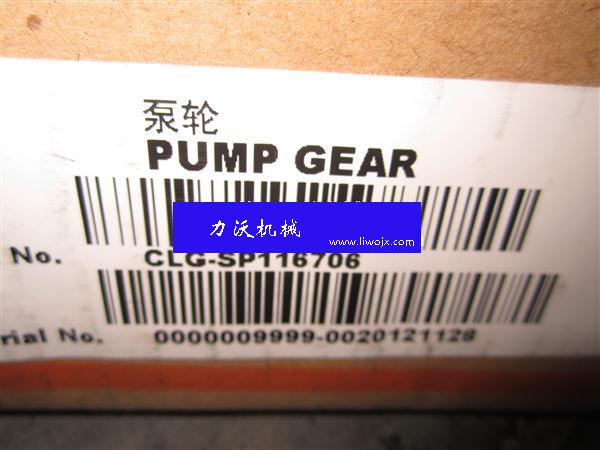 泵轮
PUMP GEAR
力沃机械
www.liwojx.com
No. CLG-SP116706
rial No. 0000009999-0020121128